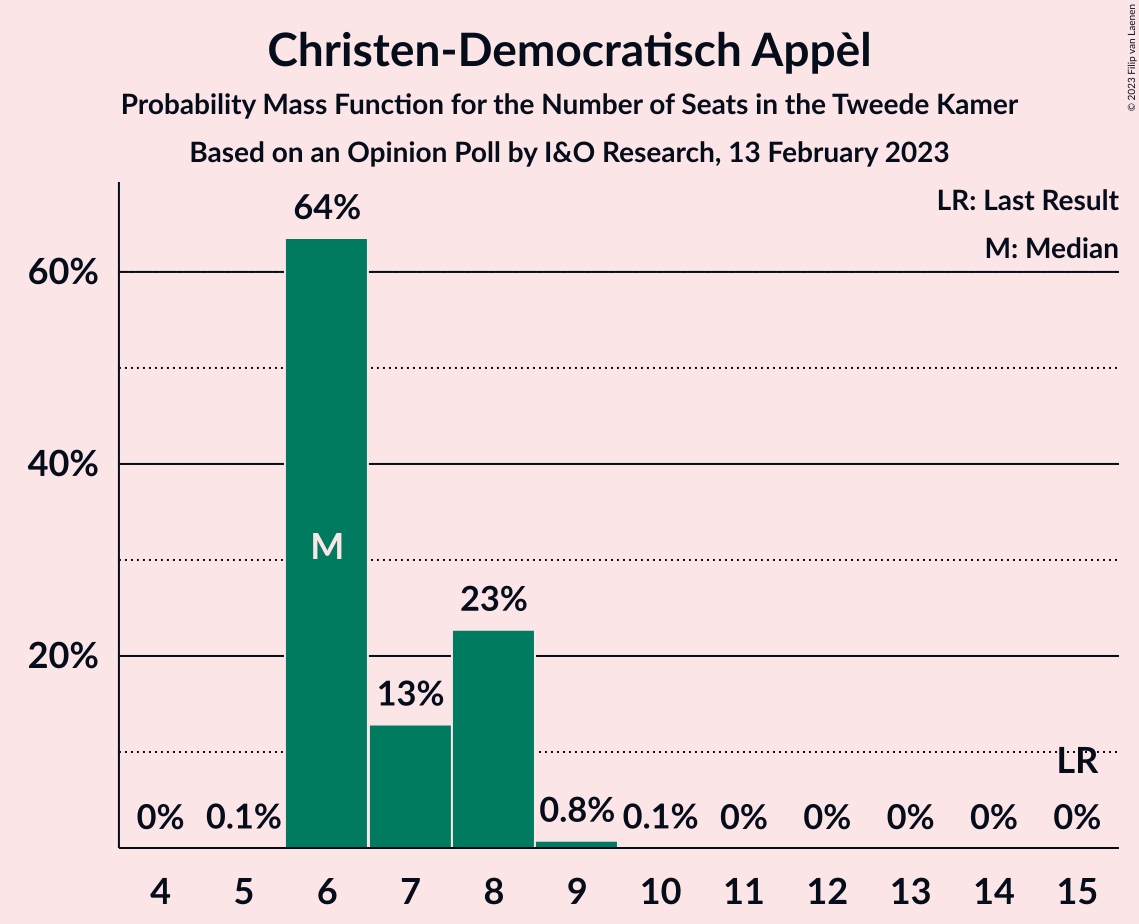 Christen-Democratisch Appèl
Probability Mass Function for the Number of Seats in the Tweede Kamer
Based on an Opinion Poll by I&O Research, 13 February 2023
© 2023 Filip van Laenen
LR: Last Result
M: Median
60%
40%
20%
64%
M
13%
23%
0%
0.1%
0.8%
0.1%
0%
0%
0%
0%
LR
0%
4 5 6 7 8 9 10 11 12 13 14 15